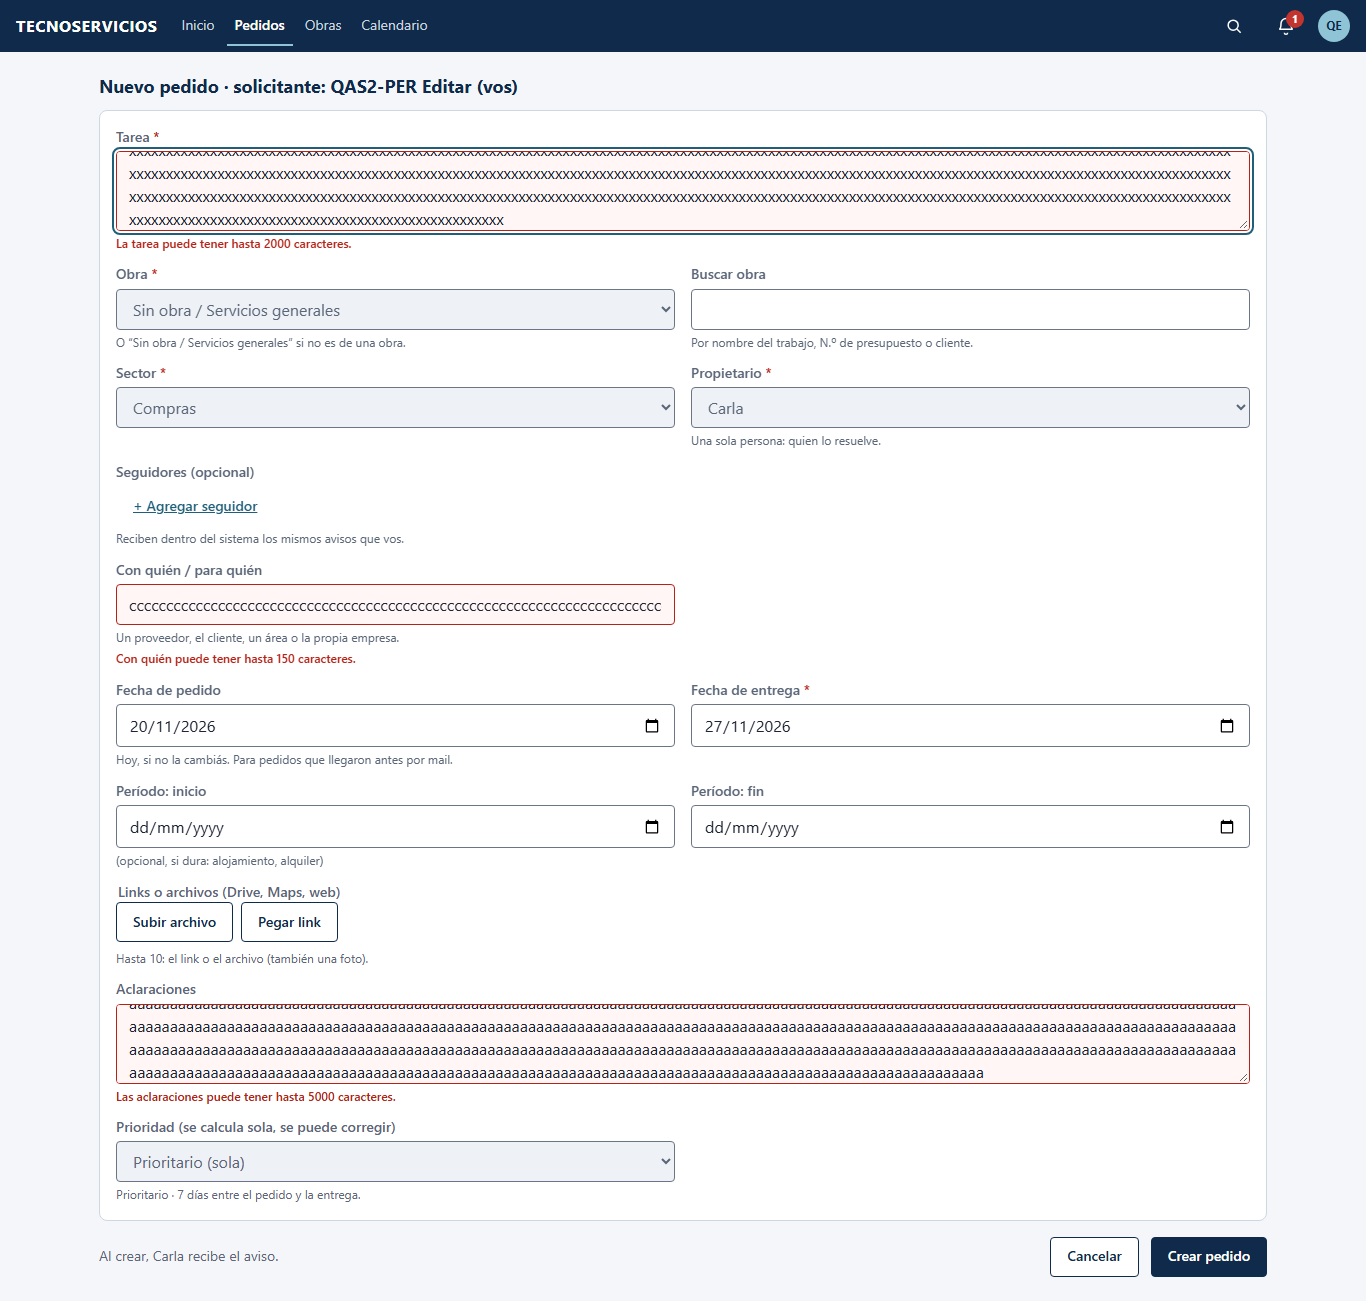 TECNOSERVICIOS Inicio Pedidos Obras Calendario 1 QE
Nuevo pedido · solicitante: QAS2-PER Editar (vos)
Tarea *
La tarea puede tener hasta 2000 caracteres.
Obra * Buscar obra
Sin obra / Servicios generales
O “Sin obra / Servicios generales” si no es de una obra. Por nombre del trabajo, N.º de presupuesto o cliente.
Sector * Propietario *
Compras Carla
Una sola persona: quien lo resuelve.
Seguidores (opcional)
+ Agregar seguidor
Reciben dentro del sistema los mismos avisos que vos.
Con quién / para quién
Un proveedor, el cliente, un área o la propia empresa.
Con quién puede tener hasta 150 caracteres.
Fecha de pedido Fecha de entrega *
20/11/2026 27/11/2026
Hoy, si no la cambiás. Para pedidos que llegaron antes por mail.
Período: inicio Período: fin
dd/mm/yyyy dd/mm/yyyy
(opcional, si dura: alojamiento, alquiler)
Links o archivos (Drive, Maps, web)
Subir archivo Pegar link
Hasta 10: el link o el archivo (también una foto).
Aclaraciones
Las aclaraciones puede tener hasta 5000 caracteres.
Prioridad (se calcula sola, se puede corregir)
Prioritario (sola)
Prioritario · 7 días entre el pedido y la entrega.
Al crear, Carla recibe el aviso. Cancelar Crear pedido